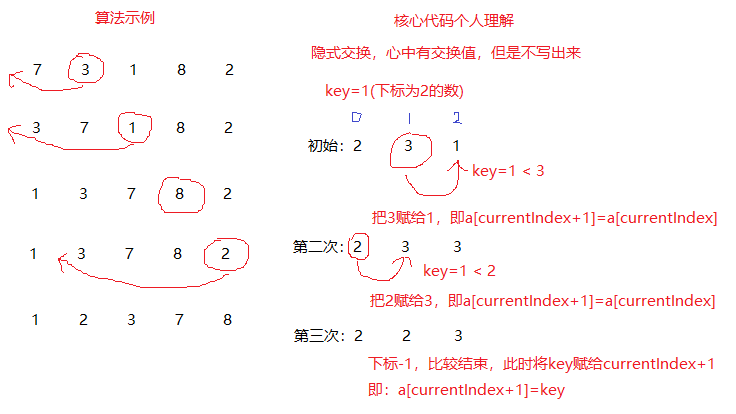 算法示例
7 3 1 8 2
3 7 1 8 2
1 3 7 8 2
1 3 7 8 2
1 2 3 7 8
核心代码个人理解
隐式交换，心中有交换值，但是不写出来
key=1(下标为2的数)
0 1 2
初始：2 3 1
key=1 < 3
把3赋给1，即a[currentIndex+1]=a[currentIndex]
第二次：2 3 3
key=1 < 2
把2赋给3，即a[currentIndex+1]=a[currentIndex]
第三次：2 2 3
下标-1，比较结束，此时将key赋给currentIndex+1
即：a[currentIndex+1]=key